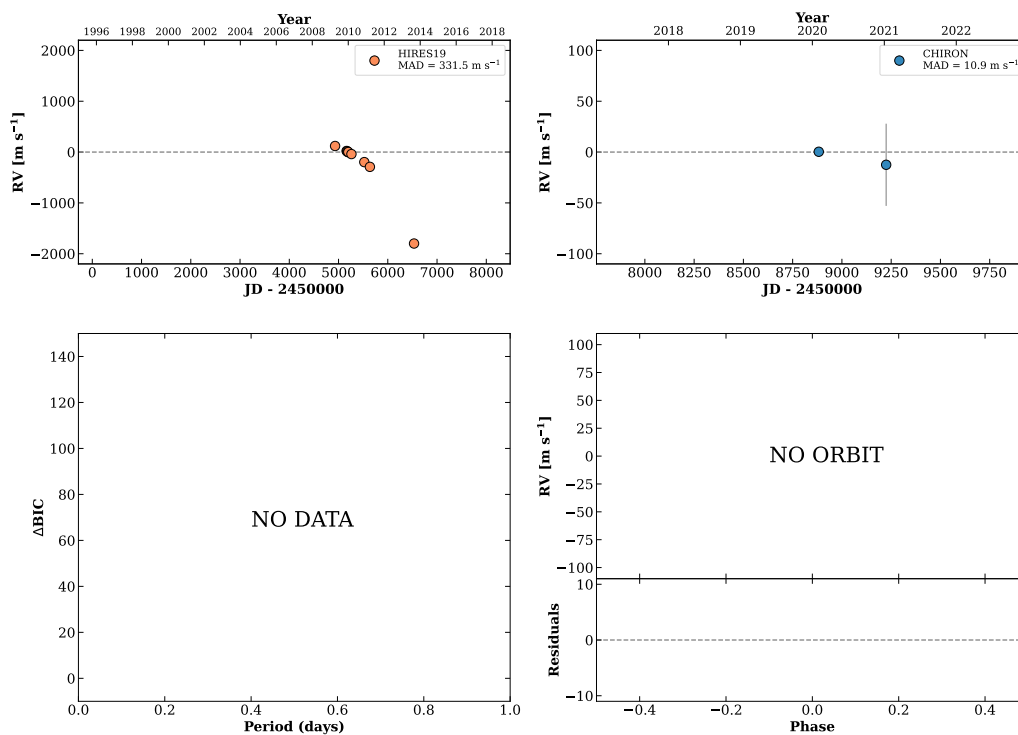 Year
1996 1998 2000 2002 2004 2006 2008 2010 2012 2014 2016 2018
2000
1000
0
−1000
−2000
RV [m s⁻¹]
HIRES19
MAD = 331.5 m s⁻¹
0 1000 2000 3000 4000 5000 6000 7000 8000
JD - 2450000
Year
2018 2019 2020 2021 2022
100
50
0
−50
−100
RV [m s⁻¹]
CHIRON
MAD = 10.9 m s⁻¹
8000 8250 8500 8750 9000 9250 9500 9750
JD - 2450000
140
120
100
80
60
40
20
0
ΔBIC
NO DATA
0.0 0.2 0.4 0.6 0.8 1.0
Period (days)
100
75
50
25
0
−25
−50
−75
−100
RV [m s⁻¹]
NO ORBIT
10
0
−10
Residuals
−0.4 −0.2 0.0 0.2 0.4
Phase